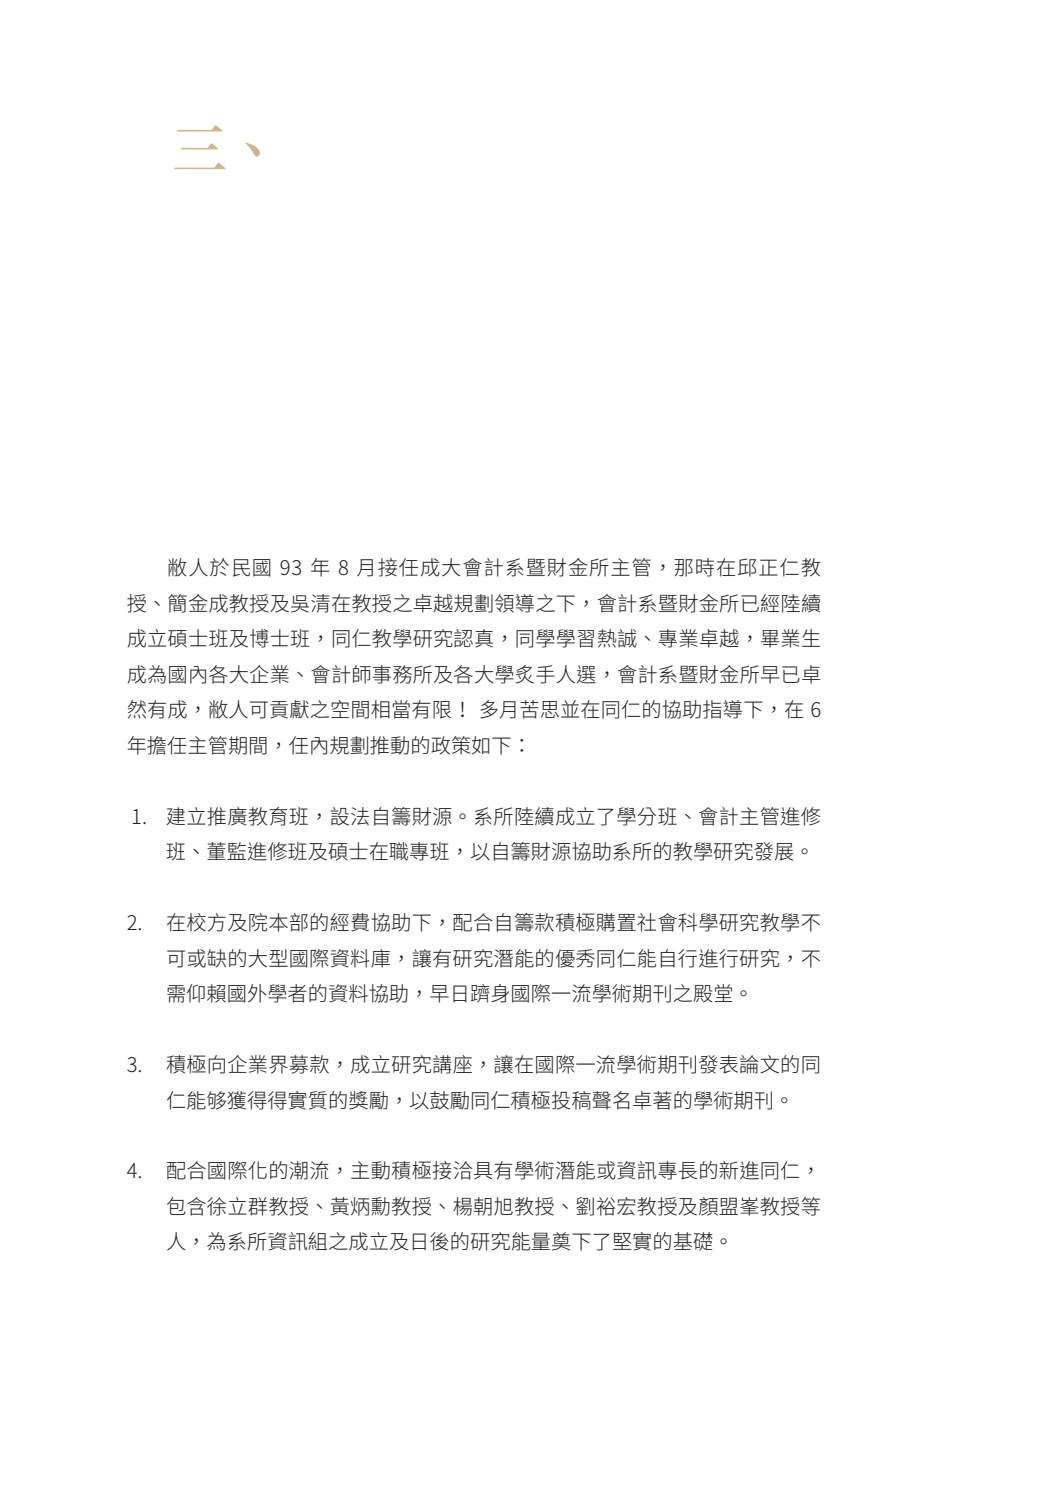 三、
敝人於民國 93 年 8 月接任成大會計系暨財金所主管，那時在邱正仁教
授、簡金成教授及吳清在教授之卓越規劃領導之下，會計系暨財金所已經陸續
成立碩士班及博士班，同仁教學研究認真，同學學習熱誠、專業卓越，畢業生
成為國內各大企業、會計師事務所及各大學炙手人選，會計系暨財金所早已卓
然有成，敝人可貢獻之空間相當有限！ 多月苦思並在同仁的協助指導下，在 6
年擔任主管期間，任內規劃推動的政策如下：
1. 建立推廣教育班，設法自籌財源。系所陸續成立了學分班、會計主管進修
班、董監進修班及碩士在職專班，以自籌財源協助系所的教學研究發展。
2. 在校方及院本部的經費協助下，配合自籌款積極購置社會科學研究教學不
可或缺的大型國際資料庫，讓有研究潛能的優秀同仁能自行進行研究，不
需仰賴國外學者的資料協助，早日躋身國際一流學術期刊之殿堂。
3. 積極向企業界募款，成立研究講座，讓在國際一流學術期刊發表論文的同
仁能够獲得得實質的獎勵，以鼓勵同仁積極投稿聲名卓著的學術期刊。
4. 配合國際化的潮流，主動積極接洽具有學術潛能或資訊專長的新進同仁，
包含徐立群教授、黃炳勳教授、楊朝旭教授、劉裕宏教授及顏盟峯教授等
人，為系所資訊組之成立及日後的研究能量奠下了堅實的基礎。